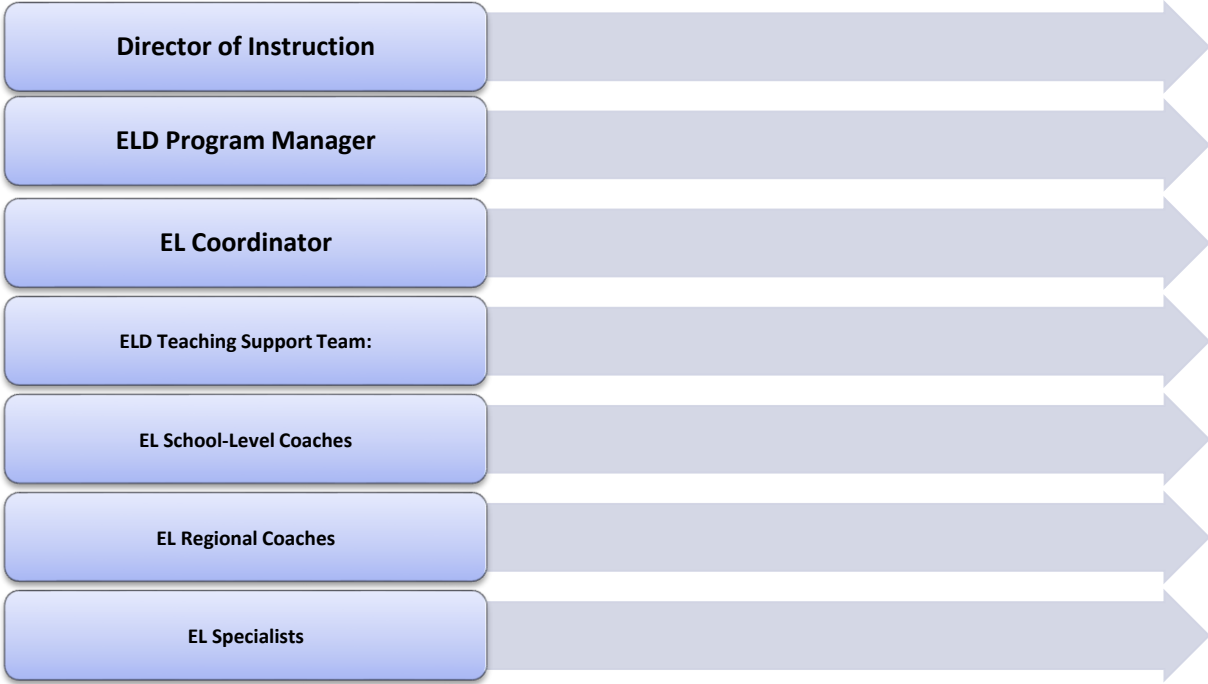 Director of Instruction
ELD Program Manager
EL Coordinator
ELD Teaching Support Team:
EL School-Level Coaches
EL Regional Coaches
EL Specialists